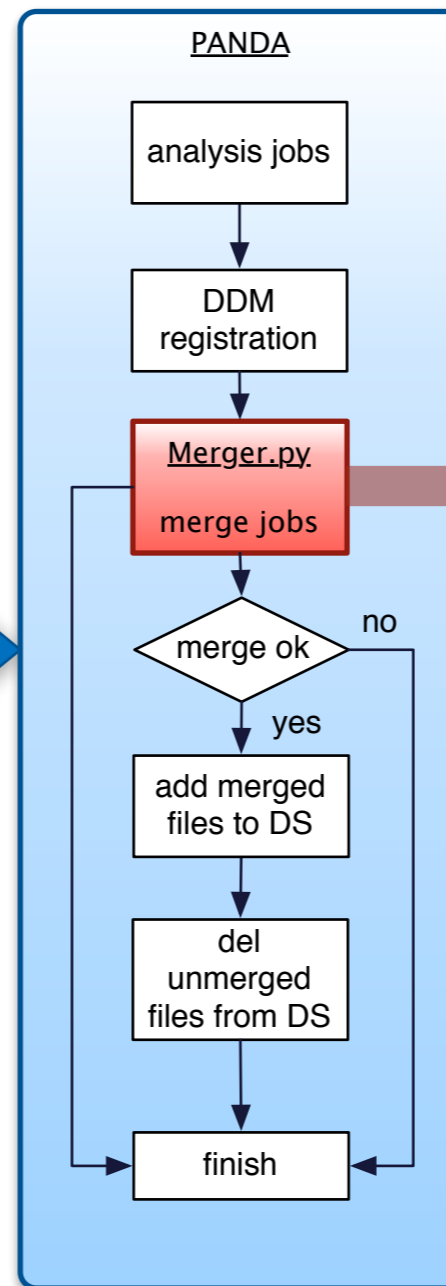 PANDA
analysis jobs
DDM
registration
Merger.py
merge jobs
merge ok
no
yes
add merged
files to DS
del
unmerged
files from DS
finish